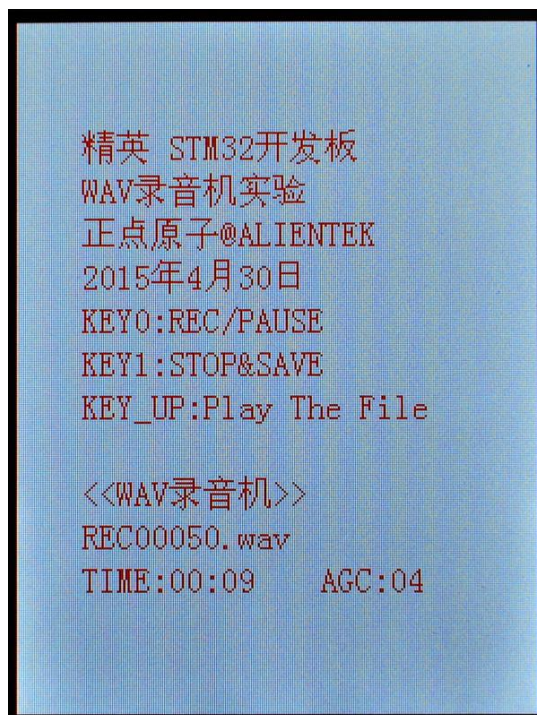 精英 STM32开发板
WAV录音机实验
正点原子@ALIENTEK
2015年4月30日
KEY0:REC/PAUSE
KEY1:STOP&SAVE
KEY_UP:Play The File
<<WAV录音机>>
REC00050.wav
TIME:00:09 AGC:04